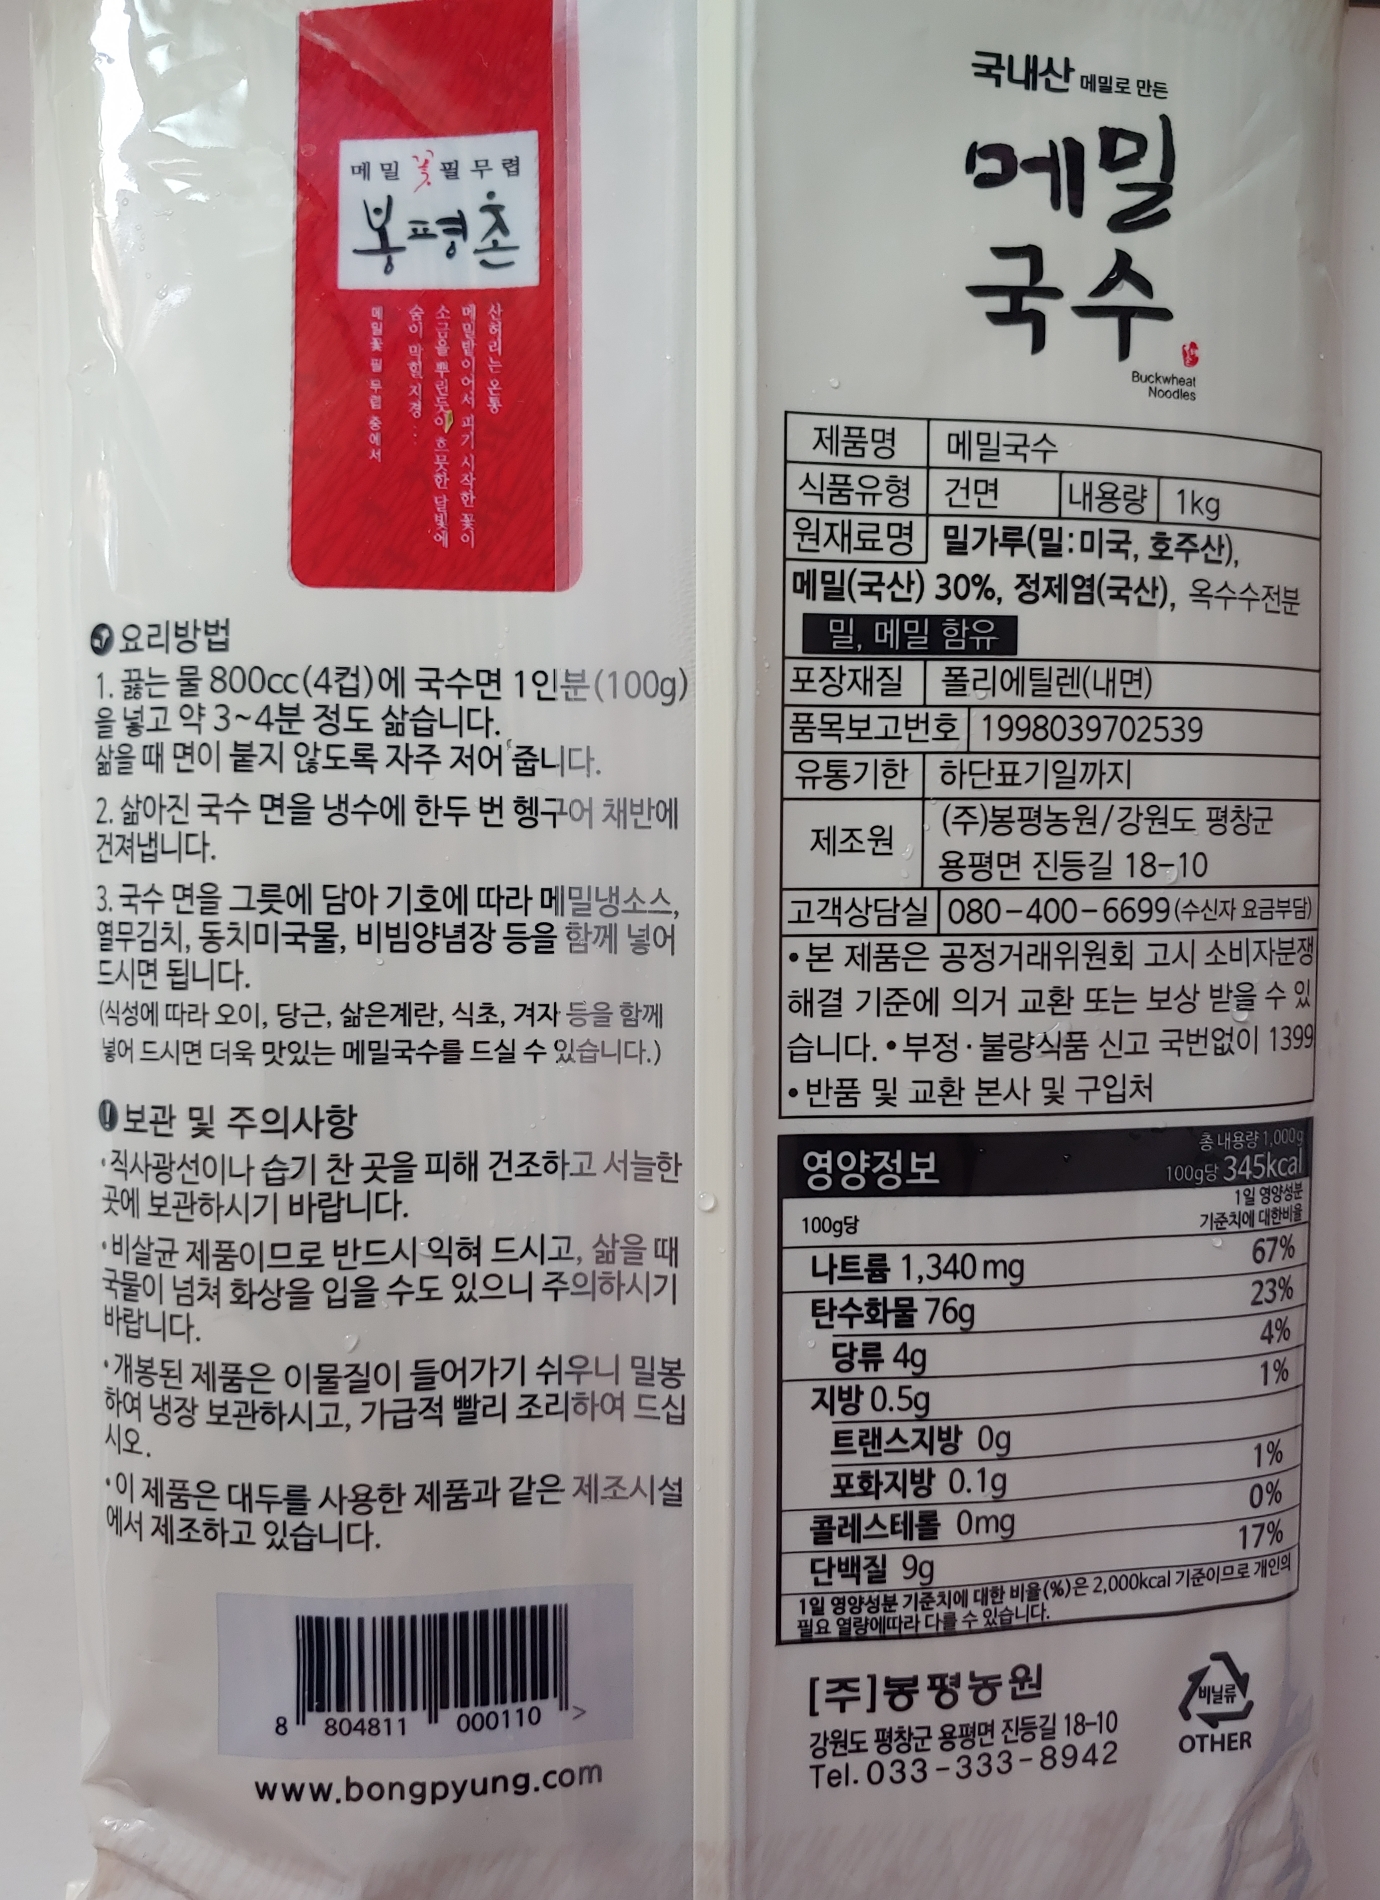 메밀꽃 필 무렵
봉평촌
산허리는 온통
메밀밭이어서 피기 시작한 꽃이
소금을 뿌린듯이 흐뭇한 달빛에
숨이 막힐 지경...
메밀꽃 필 무렵 중에서
요리방법
1. 끓는 물 800cc(4컵)에 국수면 1인분(100g)
을 넣고 약 3~4분 정도 삶습니다.
삶을 때 면이 붙지 않도록 자주 저어 줍니다.
2. 삶아진 국수 면을 냉수에 한두 번 헹구어 채반에
건져냅니다.
3. 국수 면을 그릇에 담아 기호에 따라 메밀냉소스,
열무김치, 동치미국물, 비빔양념장 등을 함께 넣어
드시면 됩니다.
(식성에 따라 오이, 당근, 삶은계란, 식초, 겨자 등을 함께
넣어 드시면 더욱 맛있는 메밀국수를 드실 수 있습니다.)
보관 및 주의사항
·직사광선이나 습기 찬 곳을 피해 건조하고 서늘한
곳에 보관하시기 바랍니다.
·비살균 제품이므로 반드시 익혀 드시고, 삶을 때
국물이 넘쳐 화상을 입을 수도 있으니 주의하시기
바랍니다.
·개봉된 제품은 이물질이 들어가기 쉬우니 밀봉
하여 냉장 보관하시고, 가급적 빨리 조리하여 드십
시오.
·이 제품은 대두를 사용한 제품과 같은 제조시설
에서 제조하고 있습니다.
8 804811 000110 >
www.bongpyung.com
국내산 메밀로 만든
메밀
국수
Buckwheat
Noodles
제품명 메밀국수
식품유형 건면 내용량 1kg
원재료명 밀가루(밀:미국, 호주산),
메밀(국산) 30%, 정제염(국산), 옥수수전분
밀, 메밀 함유
포장재질 폴리에틸렌(내면)
품목보고번호 1998039702539
유통기한 하단표기일까지
제조원 (주)봉평농원/강원도 평창군
용평면 진등길 18-10
고객상담실 080-400-6699(수신자 요금부담)
•본 제품은 공정거래위원회 고시 소비자분쟁
해결 기준에 의거 교환 또는 보상 받을 수 있
습니다. •부정·불량식품 신고 국번없이 1399
•반품 및 교환 본사 및 구입처
영양정보 총 내용량 1,000g
100g당 345kcal
100g당 1일 영양성분
기준치에 대한비율
나트륨 1,340mg 67%
탄수화물 76g 23%
당류 4g 4%
지방 0.5g 1%
트랜스지방 0g
포화지방 0.1g 1%
콜레스테롤 0mg 0%
단백질 9g 17%
1일 영양성분 기준치에 대한 비율(%)은 2,000kcal 기준이므로 개인의
필요 열량에따라 다를 수 있습니다.
[주]봉평농원
강원도 평창군 용평면 진등길 18-10
Tel. 033-333-8942
비닐류
OTHER